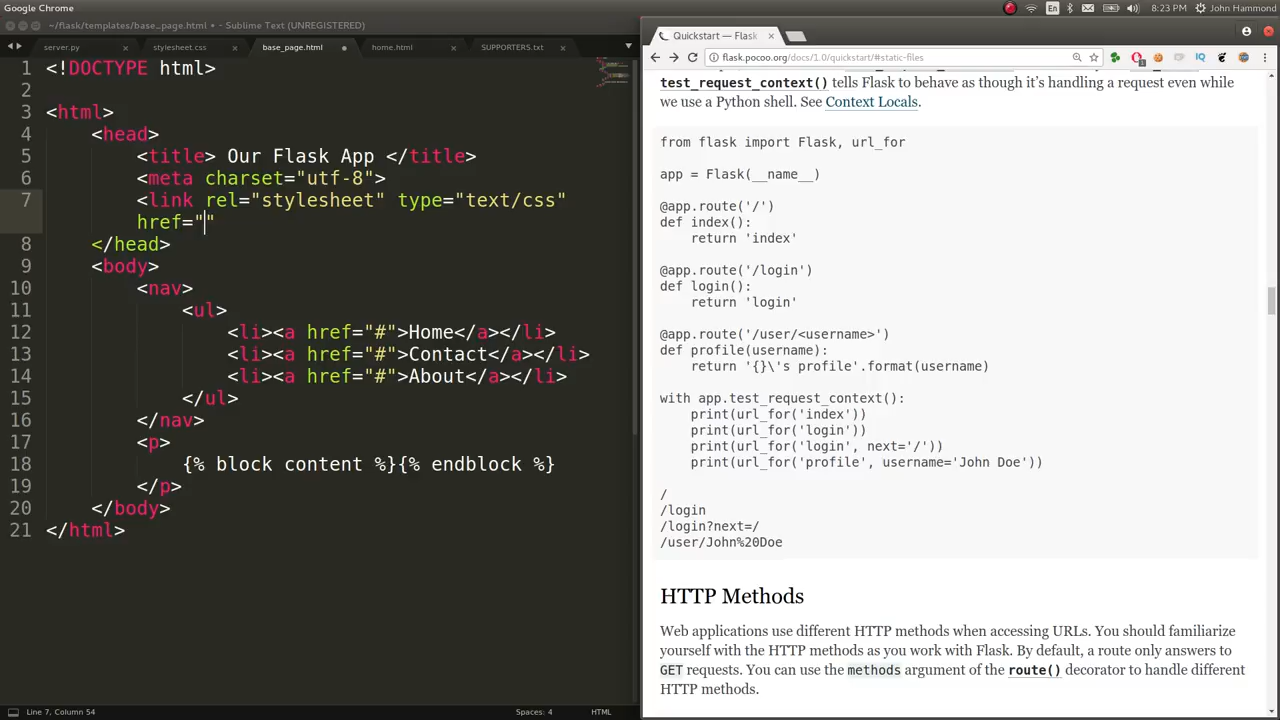 Google Chrome
En
8:23 PM
John Hammond
~/flask/templates/base_page.html • - Sublime Text (UNREGISTERED)
server.py
stylesheet.css
base_page.html
home.html
SUPPORTERS.txt
1 <!DOCTYPE html>
2
3 <html>
4 <head>
5 <title> Our Flask App </title>
6 <meta charset="utf-8">
7 <link rel="stylesheet" type="text/css"
href=""
8 </head>
9 <body>
10 <nav>
11 <ul>
12 <li><a href="#">Home</a></li>
13 <li><a href="#">Contact</a></li>
14 <li><a href="#">About</a></li>
15 </ul>
16 </nav>
17 <p>
18 {% block content %}{% endblock %}
19 </p>
20 </body>
21 </html>
Line 7, Column 54
Spaces: 4
HTML
Quickstart — Flask
flask.pocoo.org/docs/1.0/quickstart/#static-files
test_request_context() tells Flask to behave as though it's handling a request even while
we use a Python shell. See Context Locals.
from flask import Flask, url_for
app = Flask(__name__)
@app.route('/')
def index():
return 'index'
@app.route('/login')
def login():
return 'login'
@app.route('/user/<username>')
def profile(username):
return '{}\'s profile'.format(username)
with app.test_request_context():
print(url_for('index'))
print(url_for('login'))
print(url_for('login', next='/'))
print(url_for('profile', username='John Doe'))
/
/login
/login?next=/
/user/John%20Doe
HTTP Methods
Web applications use different HTTP methods when accessing URLs. You should familiarize
yourself with the HTTP methods as you work with Flask. By default, a route only answers to
GET requests. You can use the methods argument of the route() decorator to handle different
HTTP methods.